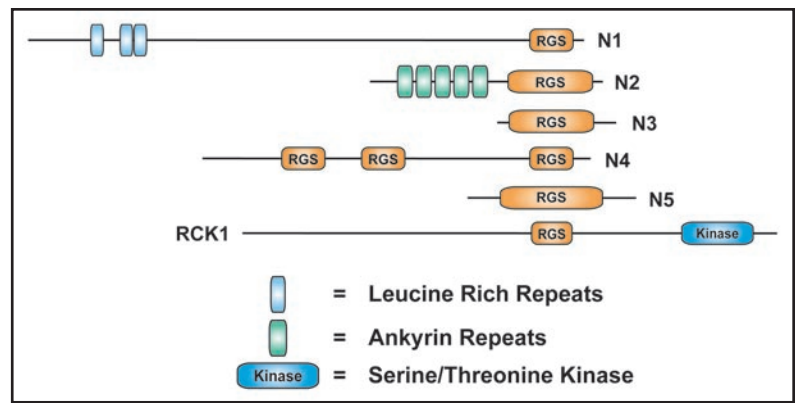 RGS N1
RGS N2
RGS N3
RGS RGS RGS N4
RGS N5
RCK1 RGS Kinase
= Leucine Rich Repeats
= Ankyrin Repeats
Kinase = Serine/Threonine Kinase